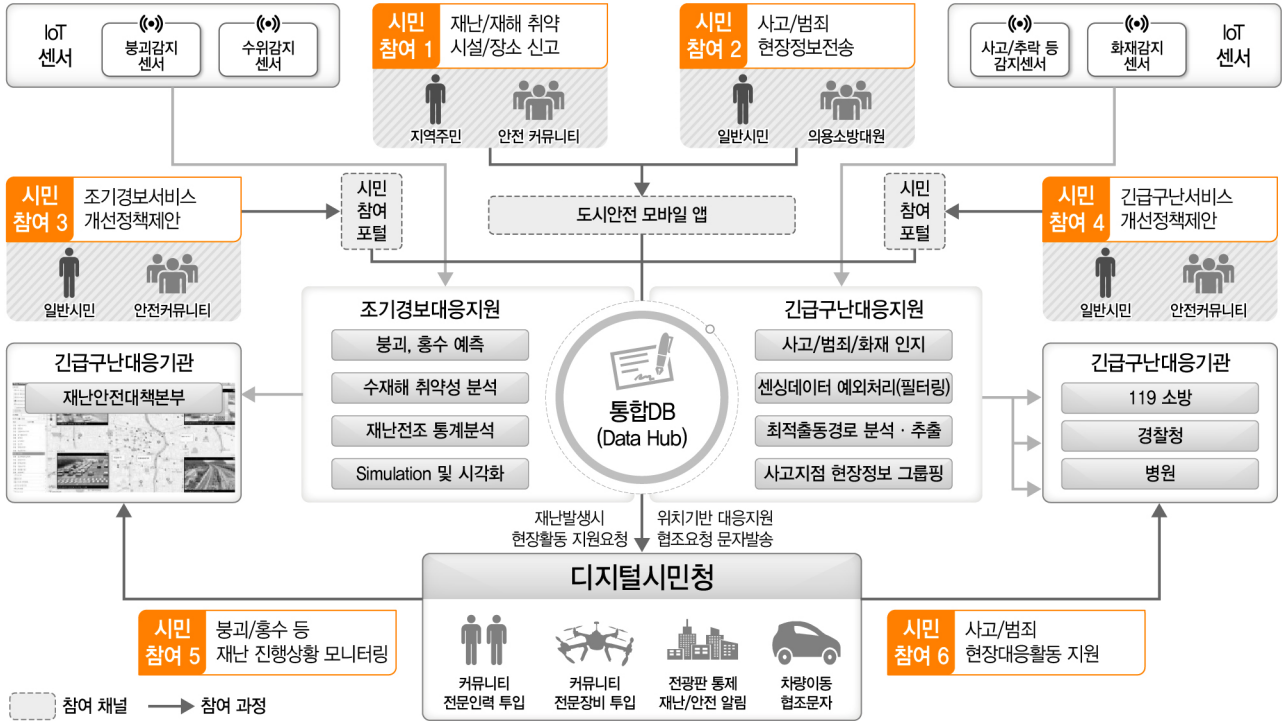 IoT
센서
붕괴감지
센서
수위감지
센서
시민
참여 1
재난/재해 취약
시설/장소 신고
지역주민
안전 커뮤니티
시민
참여 2
사고/범죄
현장정보전송
일반시민
의용소방대원
사고/추락 등
감지센서
화재감지
센서
IoT
센서
시민
참여 3
조기경보서비스
개선정책제안
일반시민
안전커뮤니티
시민
참여
포털
도시안전 모바일 앱
시민
참여
포털
시민
참여 4
긴급구난서비스
개선정책제안
일반시민
안전커뮤니티
긴급구난대응기관
재난안전대책본부
조기경보대응지원
붕괴, 홍수 예측
수재해 취약성 분석
재난전조 통계분석
Simulation 및 시각화
통합DB
(Data Hub)
긴급구난대응지원
사고/범죄/화재 인지
센싱데이터 예외처리(필터링)
최적출동경로 분석 · 추출
사고지점 현장정보 그룹핑
긴급구난대응기관
119 소방
경찰청
병원
재난발생시
현장활동 지원요청
위치기반 대응지원
협조요청 문자발송
디지털시민청
커뮤니티
전문인력 투입
커뮤니티
전문장비 투입
전광판 통제
재난/안전 알림
차량이동
협조문자
시민
참여 5
붕괴/홍수 등
재난 진행상황 모니터링
시민
참여 6
사고/범죄
현장대응활동 지원
참여 채널
참여 과정